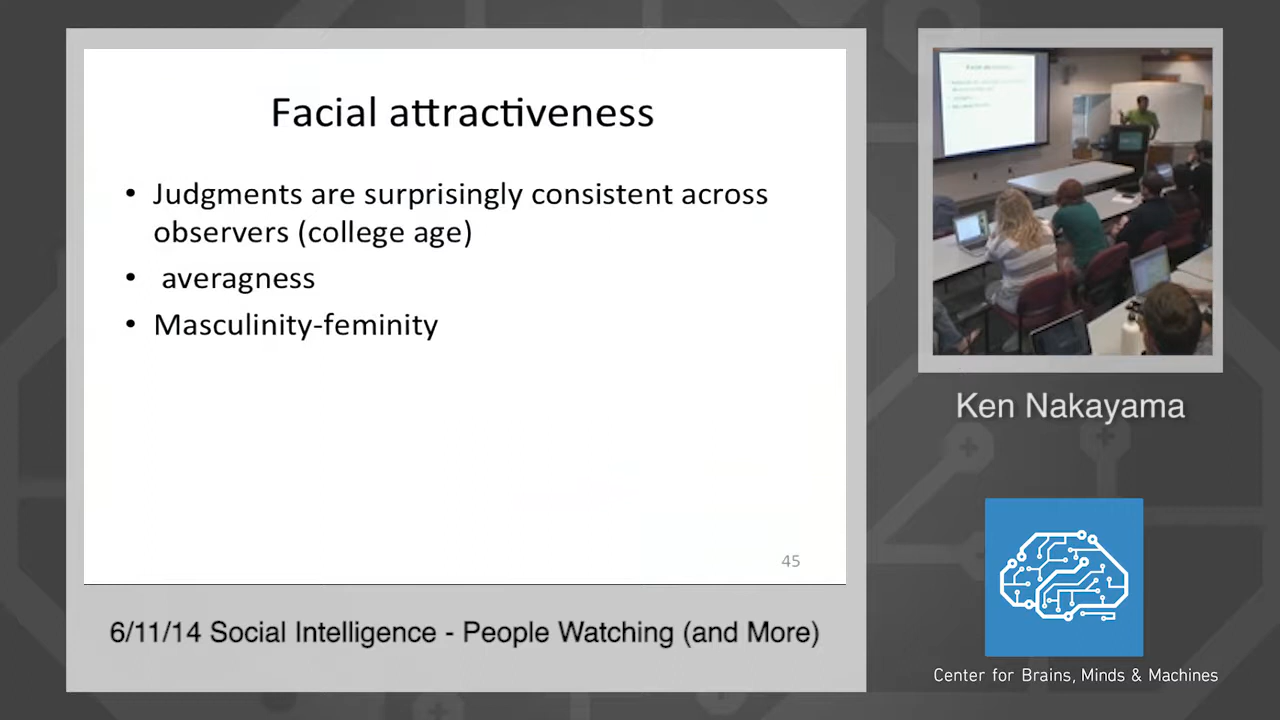 Facial attractiveness
• Judgments are surprisingly consistent across
observers (college age)
• averagness
• Masculinity-feminity
45
6/11/14 Social Intelligence - People Watching (and More)
Ken Nakayama
Center for Brains, Minds & Machines